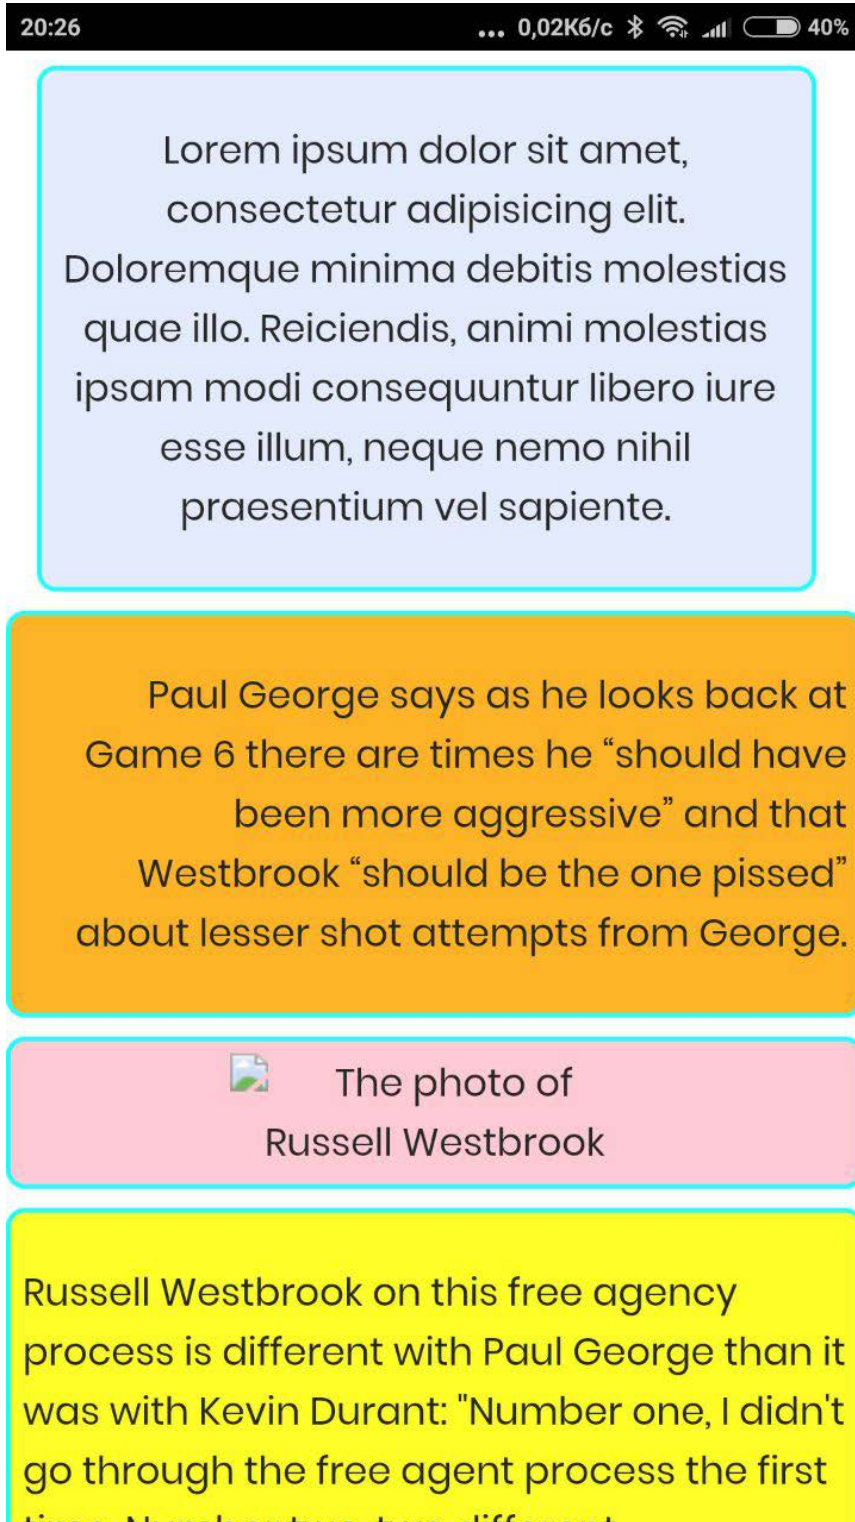 20:26 ... 0,02Кб/с 40%
Lorem ipsum dolor sit amet,
consectetur adipisicing elit.
Doloremque minima debitis molestias
quae illo. Reiciendis, animi molestias
ipsam modi consequuntur libero iure
esse illum, neque nemo nihil
praesentium vel sapiente.
Paul George says as he looks back at
Game 6 there are times he “should have
been more aggressive” and that
Westbrook “should be the one pissed”
about lesser shot attempts from George.
The photo of
Russell Westbrook
Russell Westbrook on this free agency
process is different with Paul George than it
was with Kevin Durant: "Number one, I didn't
go through the free agent process the first